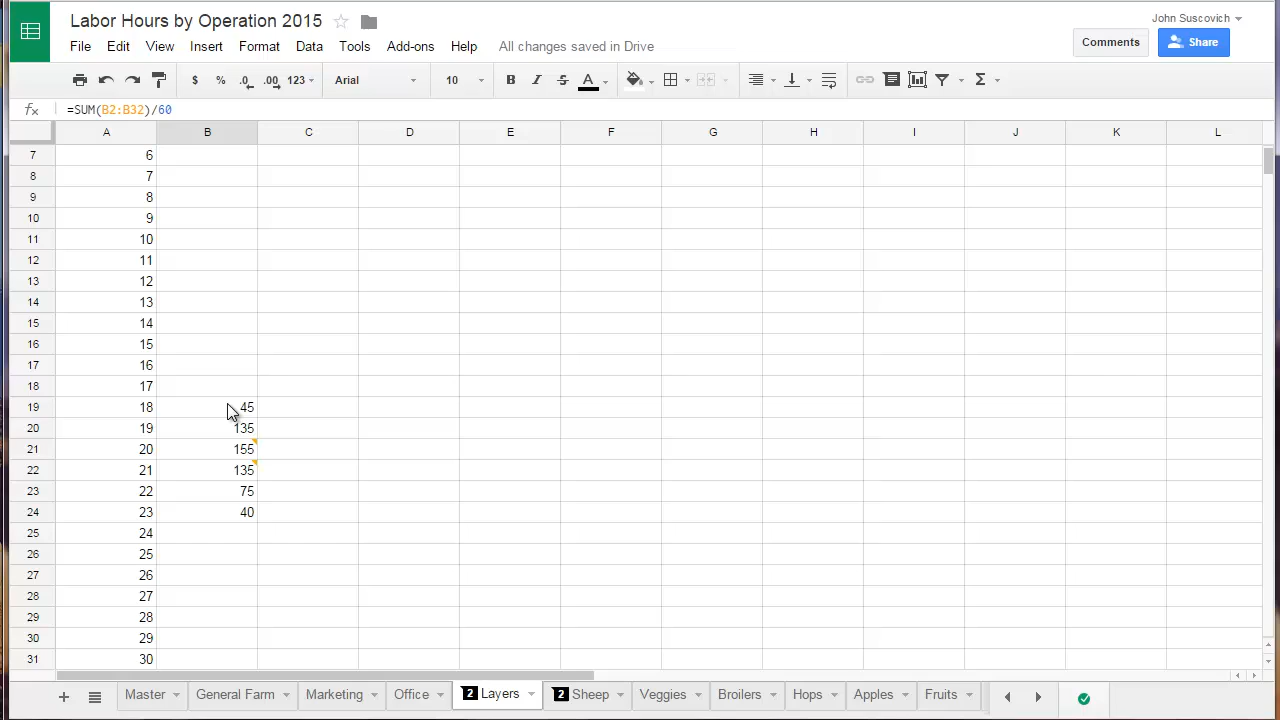 Labor Hours by Operation 2015
John Suscovich
File Edit View Insert Format Data Tools Add-ons Help All changes saved in Drive
Comments Share
$ % .0 .00 123 Arial 10 B I S A Σ
fx =SUM(B2:B32)/60
A B C D E F G H I J K L
7 6
8 7
9 8
10 9
11 10
12 11
13 12
14 13
15 14
16 15
17 16
18 17
19 18 45
20 19 135
21 20 155
22 21 135
23 22 75
24 23 40
25 24
26 25
27 26
28 27
29 28
30 29
31 30
+ Master General Farm Marketing Office 2 Layers 2 Sheep Veggies Broilers Hops Apples Fruits